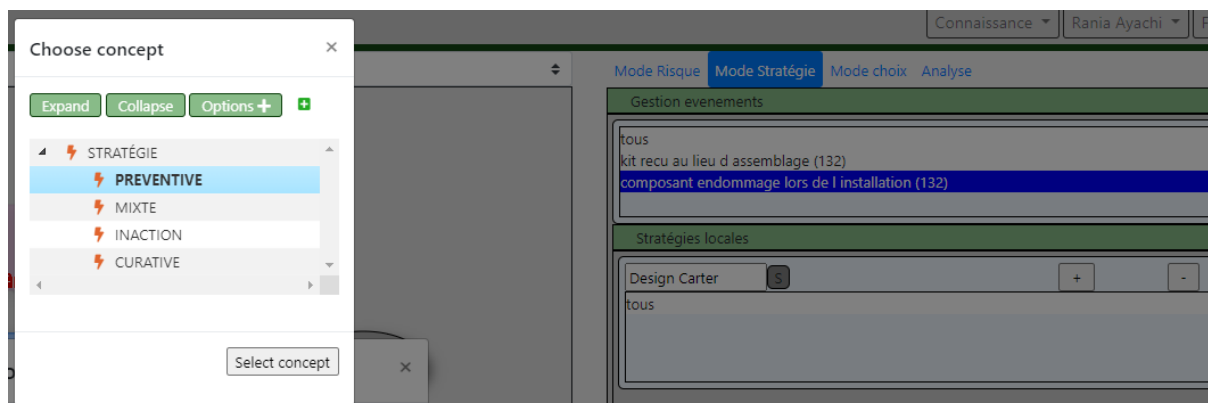 Choose concept
×
Expand Collapse Options
STRATÉGIE
PREVENTIVE
MIXTE
INACTION
CURATIVE
Select concept
×
Connaissance Rania Ayachi
Mode Risque Mode Stratégie Mode choix Analyse
Gestion evenements
tous
kit recu au lieu d assemblage (132)
composant endommage lors de l installation (132)
Stratégies locales
Design Carter S + -
tous